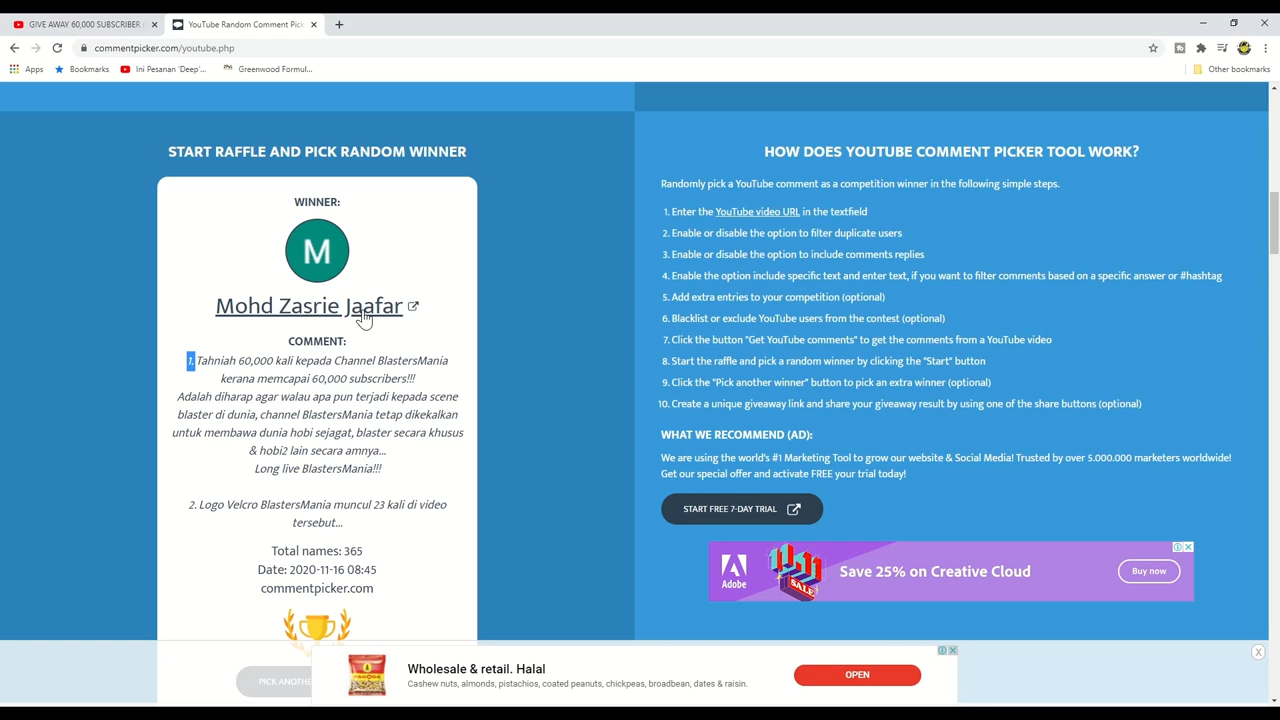 GIVE AWAY 60,000 SUBSCRIBER
YouTube Random Comment Pick
commentpicker.com/youtube.php
Apps
Bookmarks
Ini Pesanan 'Deep'...
Greenwood Formul...
Other bookmarks
START RAFFLE AND PICK RANDOM WINNER
WINNER:
M
Mohd Zasrie Jaafar
COMMENT:
1. Tahniah 60,000 kali kepada Channel BlastersMania
kerana memcapai 60,000 subscribers!!!
Adalah diharap agar walau apa pun terjadi kepada scene
blaster di dunia, channel BlastersMania tetap dikekalkan
untuk membawa dunia hobi sejagat, blaster secara khusus
& hobi2 lain secara amnya...
Long live BlastersMania!!!
2. Logo Velcro BlastersMania muncul 23 kali di video
tersebut...
Total names: 365
Date: 2020-11-16 08:45
commentpicker.com
PICK ANOTHE
HOW DOES YOUTUBE COMMENT PICKER TOOL WORK?
Randomly pick a YouTube comment as a competition winner in the following simple steps.
1. Enter the YouTube video URL in the textfield
2. Enable or disable the option to filter duplicate users
3. Enable or disable the option to include comments replies
4. Enable the option include specific text and enter text, if you want to filter comments based on a specific answer or #hashtag
5. Add extra entries to your competition (optional)
6. Blacklist or exclude YouTube users from the contest (optional)
7. Click the button "Get YouTube comments" to get the comments from a YouTube video
8. Start the raffle and pick a random winner by clicking the "Start" button
9. Click the "Pick another winner" button to pick an extra winner (optional)
10. Create a unique giveaway link and share your giveaway result by using one of the share buttons (optional)
WHAT WE RECOMMEND (AD):
We are using the world's #1 Marketing Tool to grow our website & Social Media! Trusted by over 5.000.000 marketers worldwide!
Get our special offer and activate FREE your trial today!
START FREE 7-DAY TRIAL
Adobe
SALE
Save 25% on Creative Cloud
Buy now
Wholesale & retail. Halal
Cashew nuts, almonds, pistachios, coated peanuts, chickpeas, broadbean, dates & raisin.
OPEN